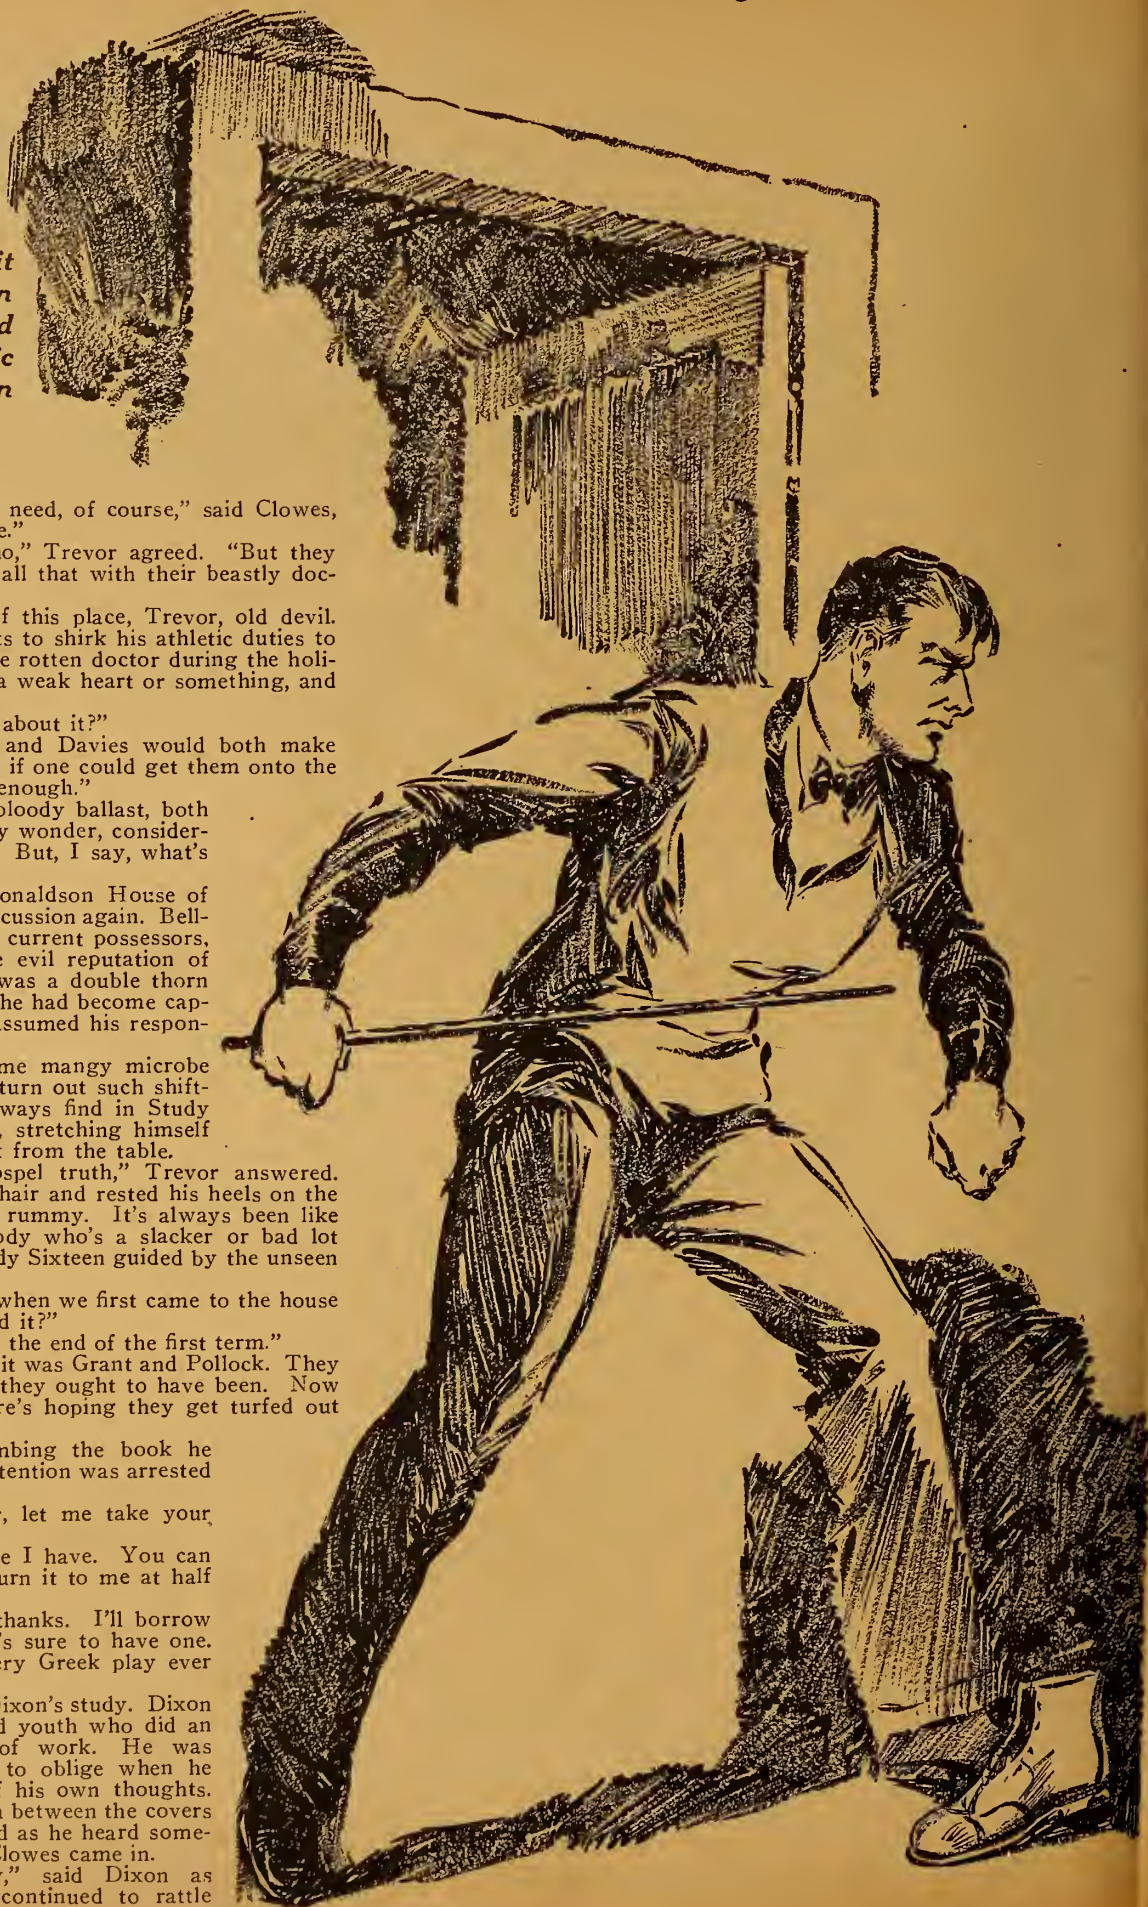 it
n
d
ic
n
need, of course,” said Clowes,
e.”
o,” Trevor agreed. “But they
all that with their beastly doc-
f this place, Trevor, old devil.
ts to shirk his athletic duties to
e rotten doctor during the holi-
a weak heart or something, and
about it?”
and Davies would both make
if one could get them onto the
enough.”
bloody ballast, both
y wonder, consider-
But, I say, what's
onaldson House of
cussion again. Bell-
current possessors,
e evil reputation of
was a double thorn
he had become cap-
assumed his respon-
me mangy microbe
turn out such shift-
ways find in Study
, stretching himself
t from the table.
ospel truth,” Trevor answered.
hair and rested his heels on the
rummy. It's always been like
ody who's a slacker or bad lot
dy Sixteen guided by the unseen
when we first came to the house
d it?”
the end of the first term.”
it was Grant and Pollock. They
they ought to have been. Now
re's hoping they get turfed out
mbing the book he
tention was arrested
, let me take your
e I have. You can
urn it to me at half
thanks. I'll borrow
's sure to have one.
ery Greek play ever
Dixon's study. Dixon
d youth who did an
of work. He was
to oblige when he
f his own thoughts.
n between the covers
d as he heard some-
Clowes came in.
y,” said Dixon as
continued to rattle